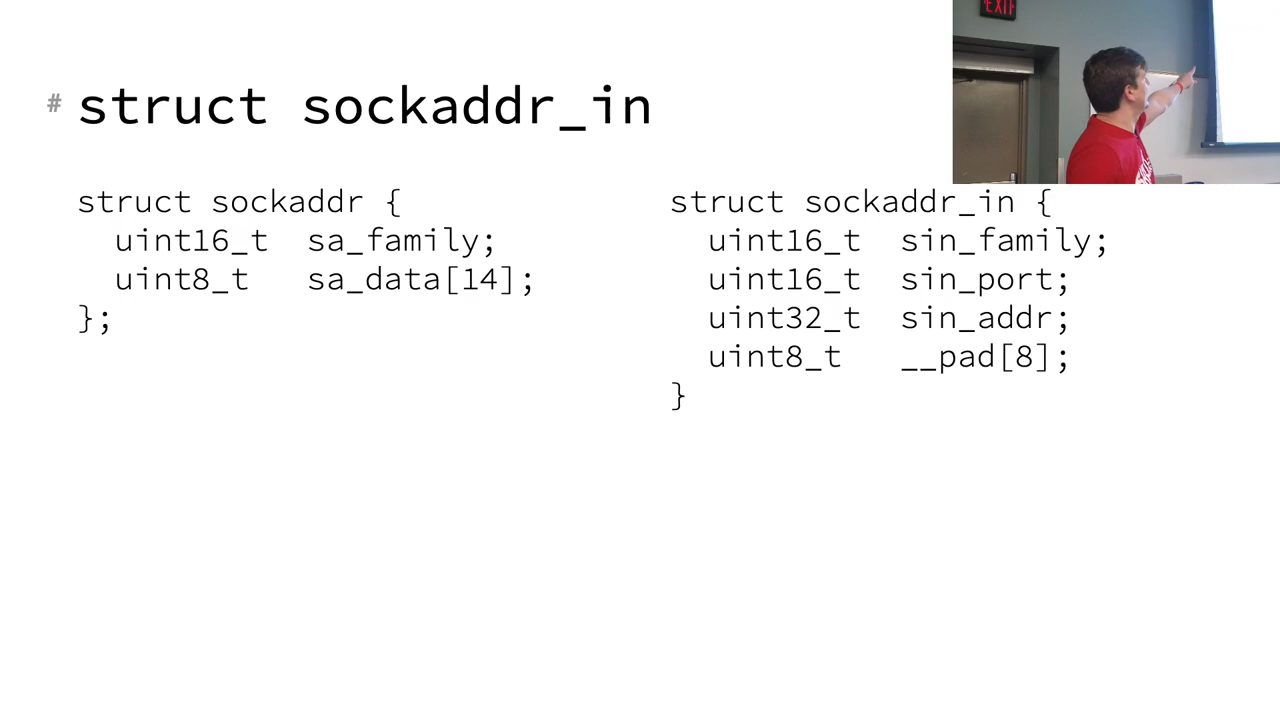 # struct sockaddr_in
struct sockaddr {
  uint16_t  sa_family;
  uint8_t   sa_data[14];
};
struct sockaddr_in {
  uint16_t  sin_family;
  uint16_t  sin_port;
  uint32_t  sin_addr;
  uint8_t   __pad[8];
}
EXIT